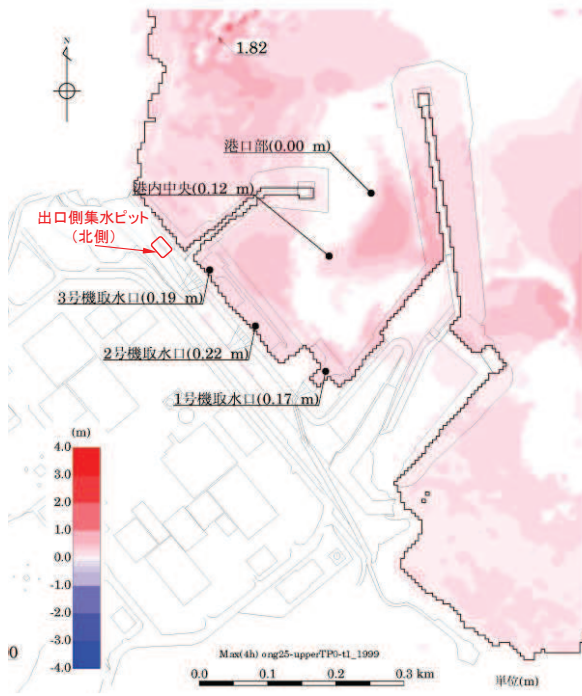 1.82
N
港口部(0.00 m)
港内中央(0.12 m)
出口側集水ピット
（北側）
3号機取水口(0.19 m)
2号機取水口(0.22 m)
1号機取水口(0.17 m)
(m)
4.0
3.0
2.0
1.0
0.0
-1.0
-2.0
-3.0
-4.0
0
Max(4h) ong25-upperTP0-t1_1999
0.0 0.1 0.2 0.3 km
単位(m)